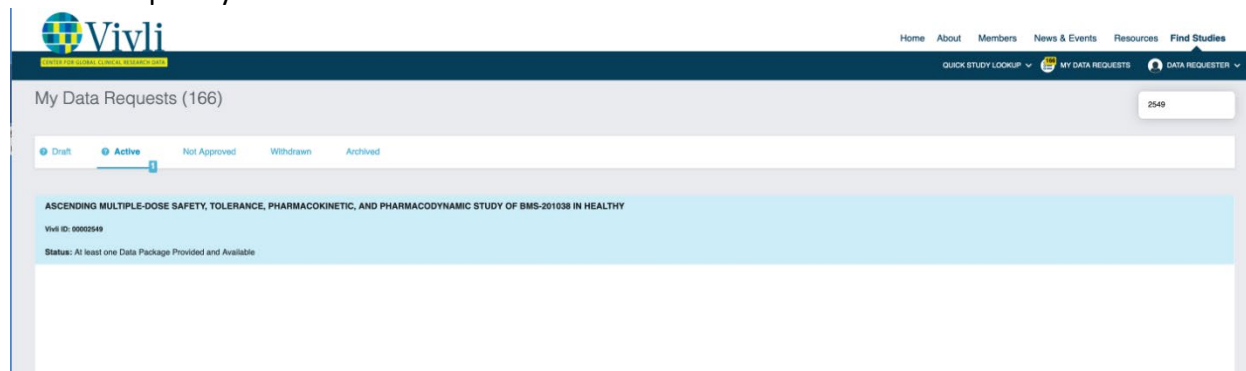 Vivli
CENTER FOR GLOBAL CLINICAL RESEARCH DATA
Home About Members News & Events Resources Find Studies
QUICK STUDY LOOKUP 166 MY DATA REQUESTS DATA REQUESTER
My Data Requests (166)
2549
Draft Active Not Approved Withdrawn Archived
1
ASCENDING MULTIPLE-DOSE SAFETY, TOLERANCE, PHARMACOKINETIC, AND PHARMACODYNAMIC STUDY OF BMS-201038 IN HEALTHY
Vivli ID: 00002549
Status: At least one Data Package Provided and Available